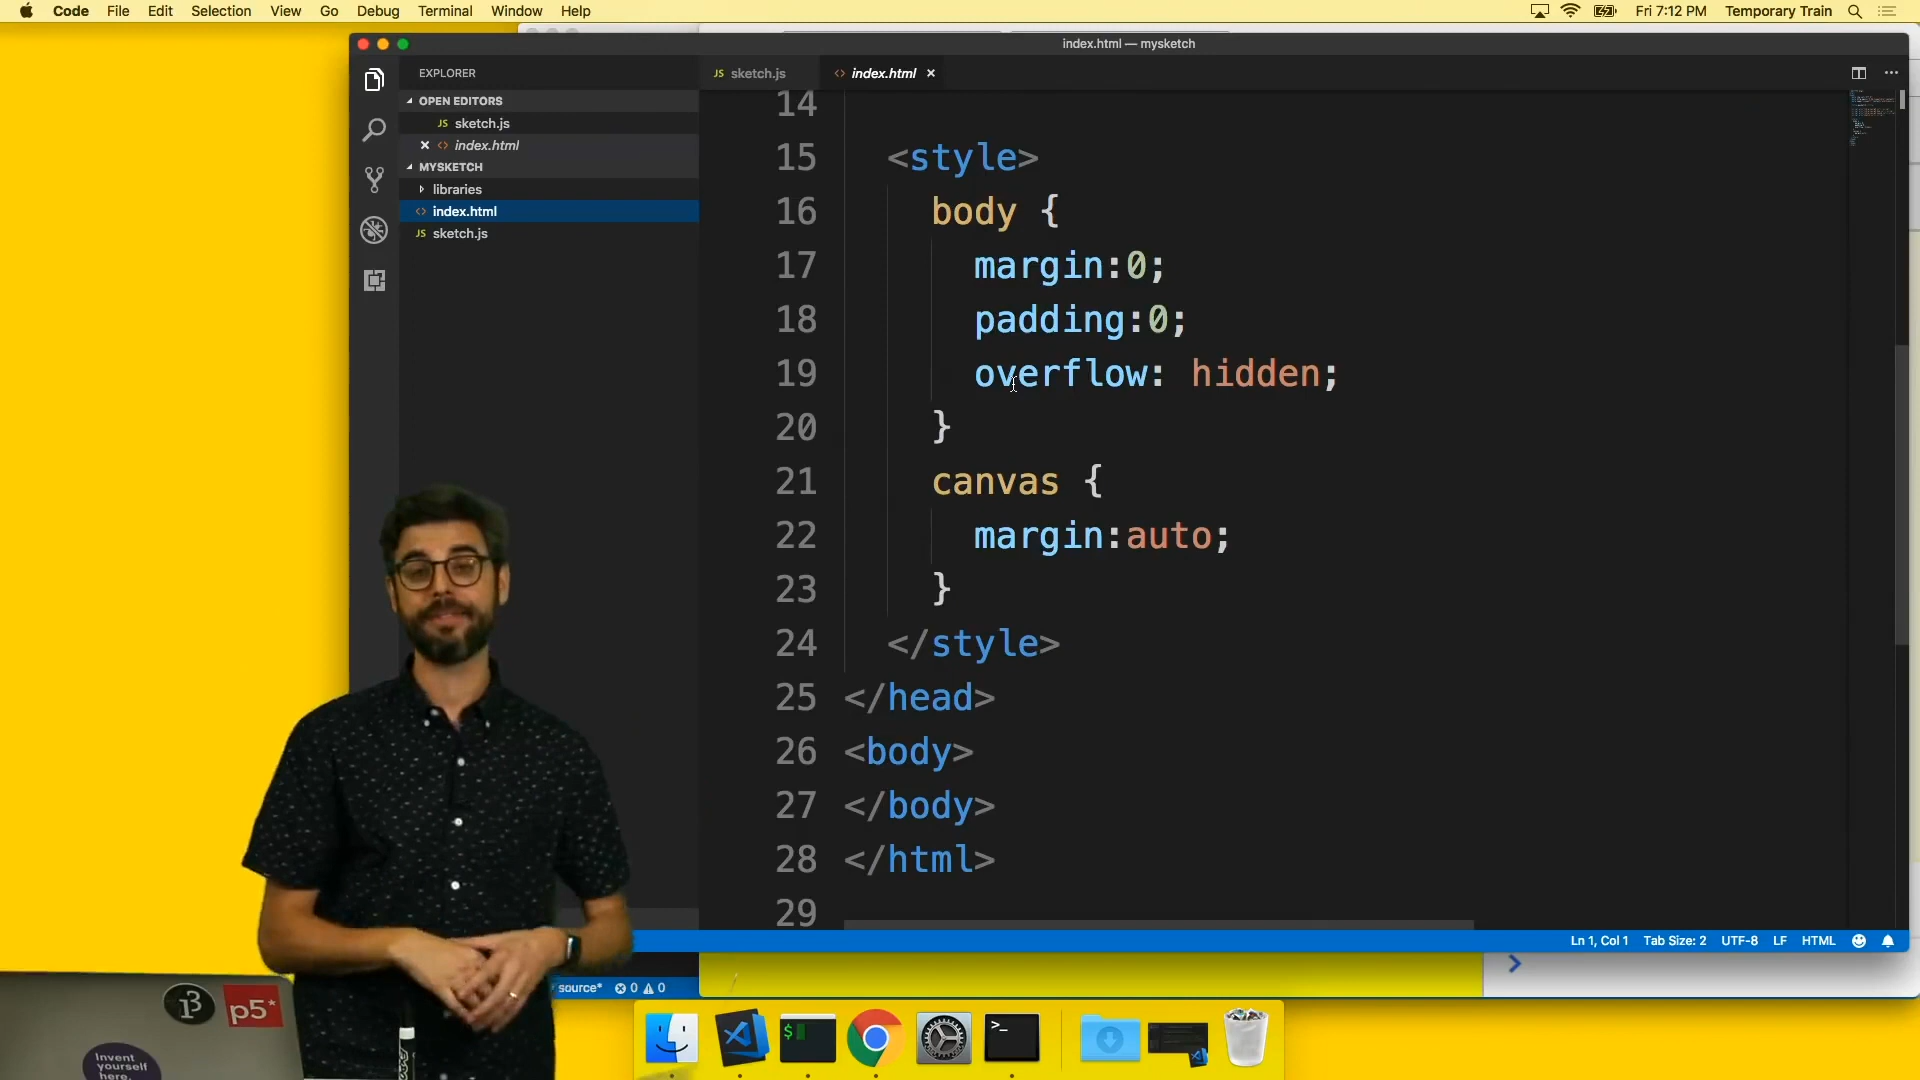 Code File Edit Selection View Go Debug Terminal Window Help
Fri 7:12 PM Temporary Train
index.html — mysketch
EXPLORER
OPEN EDITORS
JS sketch.js
index.html
MYSKETCH
libraries
index.html
JS sketch.js
JS sketch.js
index.html
14
15 <style>
16 body {
17 margin:0;
18 padding:0;
19 overflow: hidden;
20 }
21 canvas {
22 margin:auto;
23 }
24 </style>
25 </head>
26 <body>
27 </body>
28 </html>
29
Ln 1, Col 1 Tab Size: 2 UTF-8 LF HTML
source* 0 0
p5*
Invent
yourself
here.